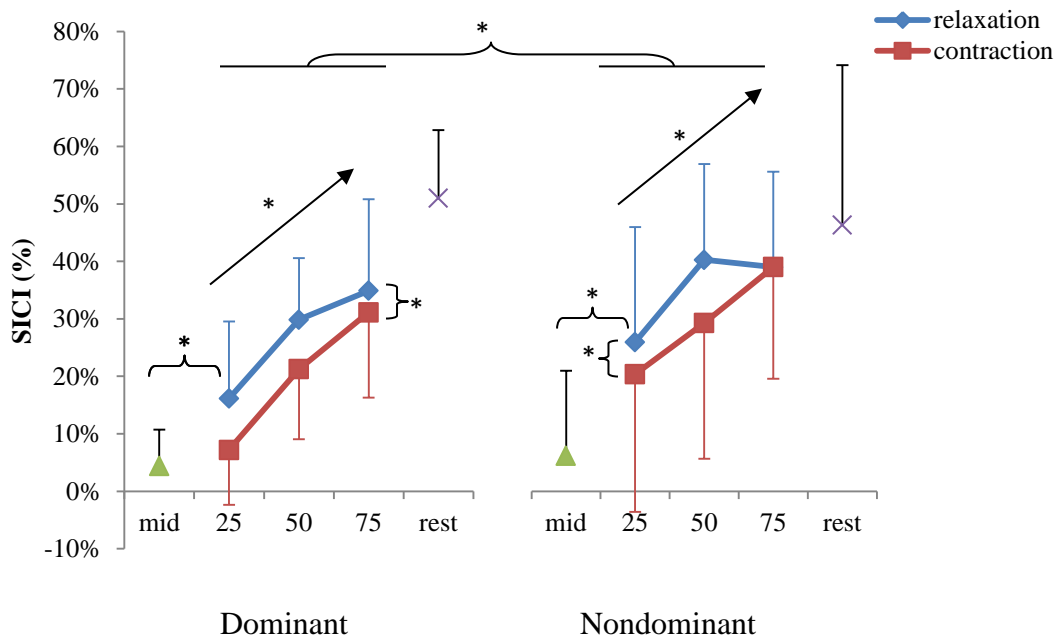 80%
70%
60%
50%
40%
30%
20%
10%
0%
-10%
SICI (%)
relaxation
contraction
*
*
*
*
*
*
*
mid 25 50 75 rest
mid 25 50 75 rest
Dominant
Nondominant